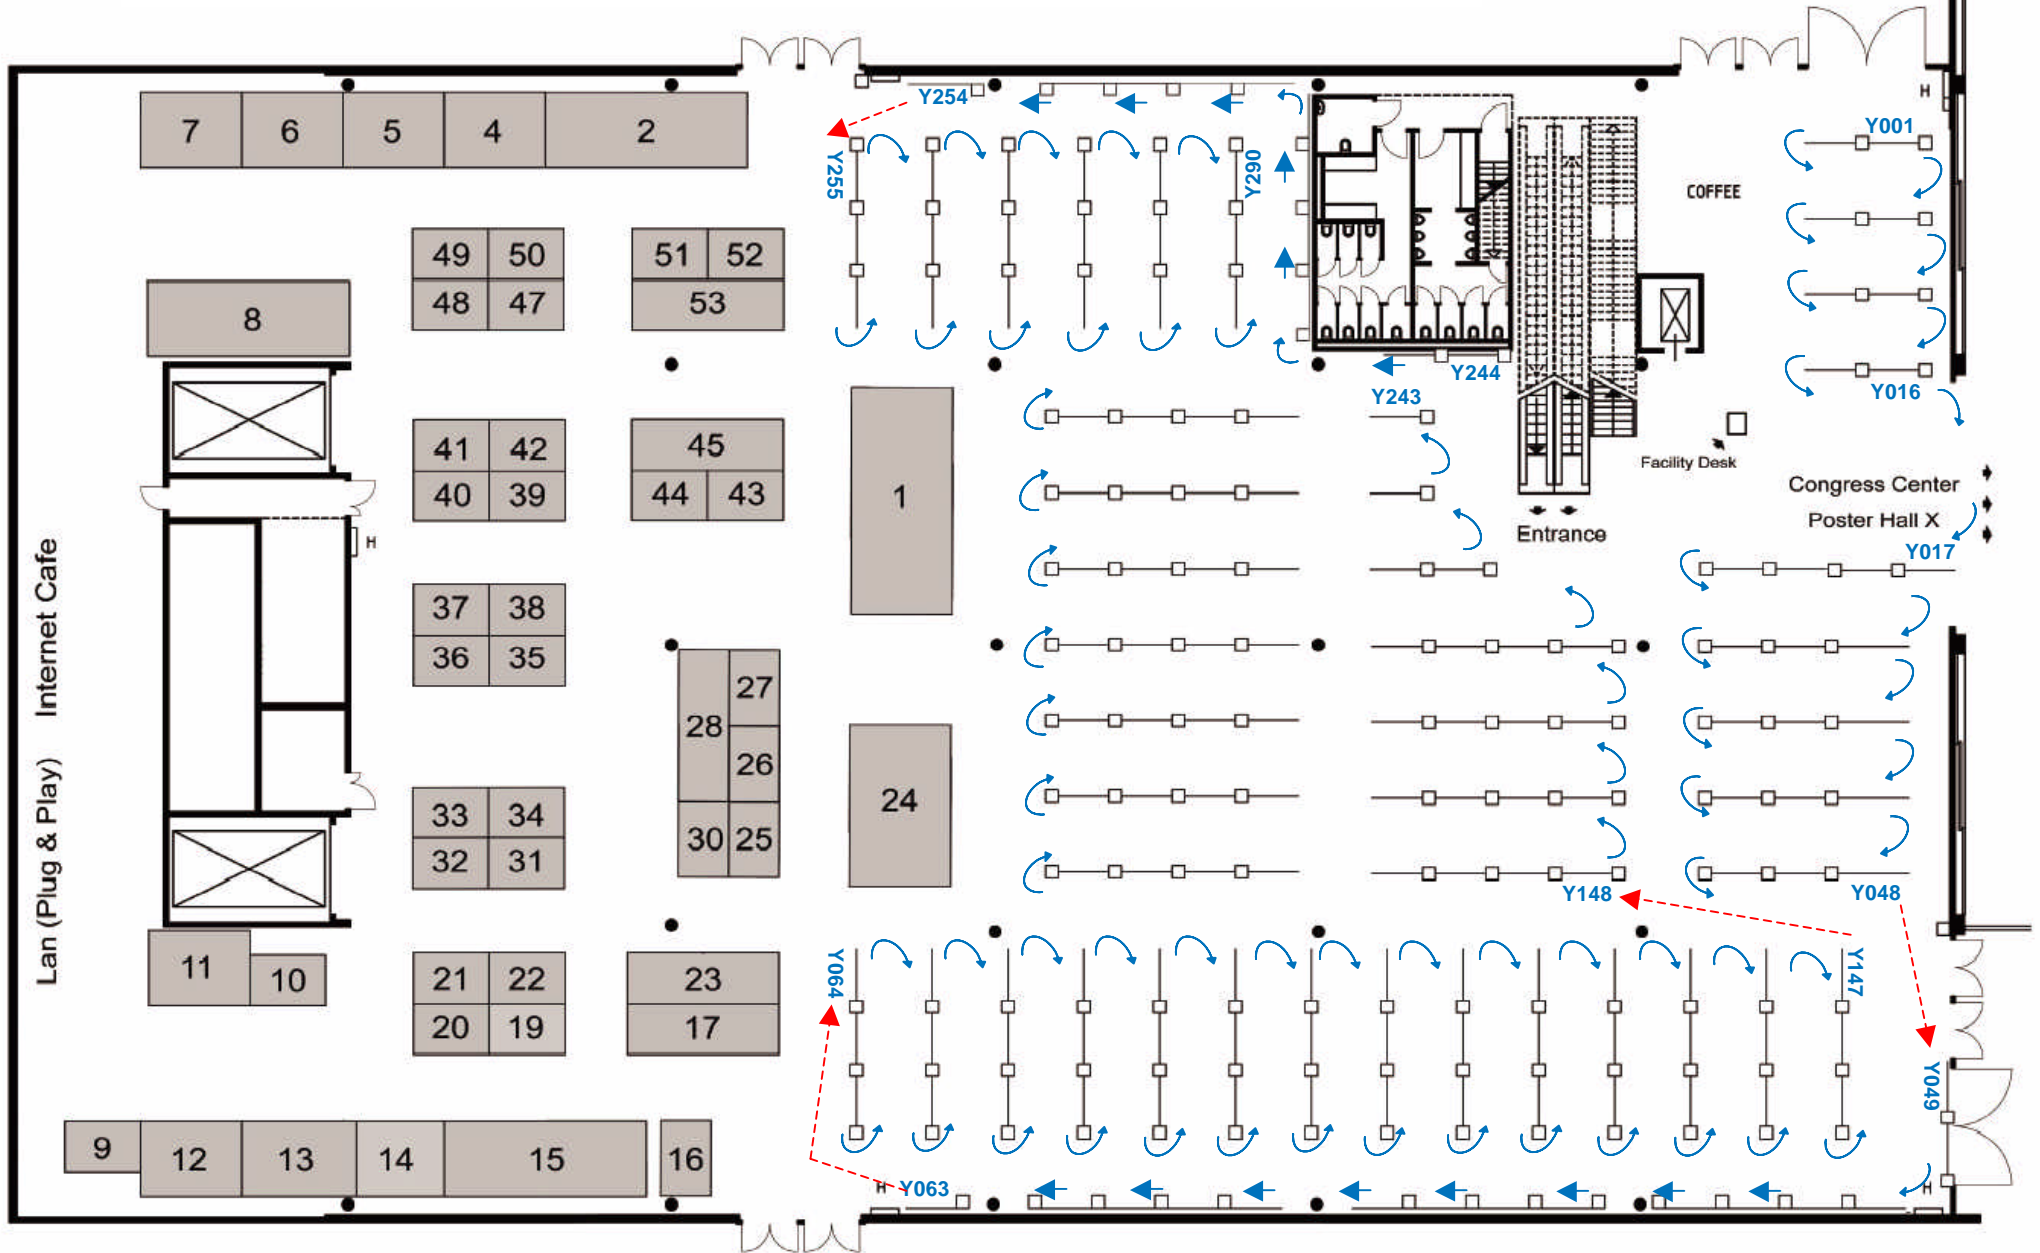 Y254
Y001
H
7 6 5 4 2
Y255
Y290
COFFEE
49 50 51 52
48 47 53
8
Y244
Y016
Y243
41 42 45
40 39 44 43
1
Facility Desk
Congress Center
Poster Hall X
Entrance
H
Y017
Lan (Plug & Play) Internet Cafe
37 38
36 35
27
28
26
24
33 34
30 25
32 31
Y148
Y048
11
10
21 22 23
20 19 17
Y064
Y147
Y049
9 12 13 14 15 16
H
Y063
H